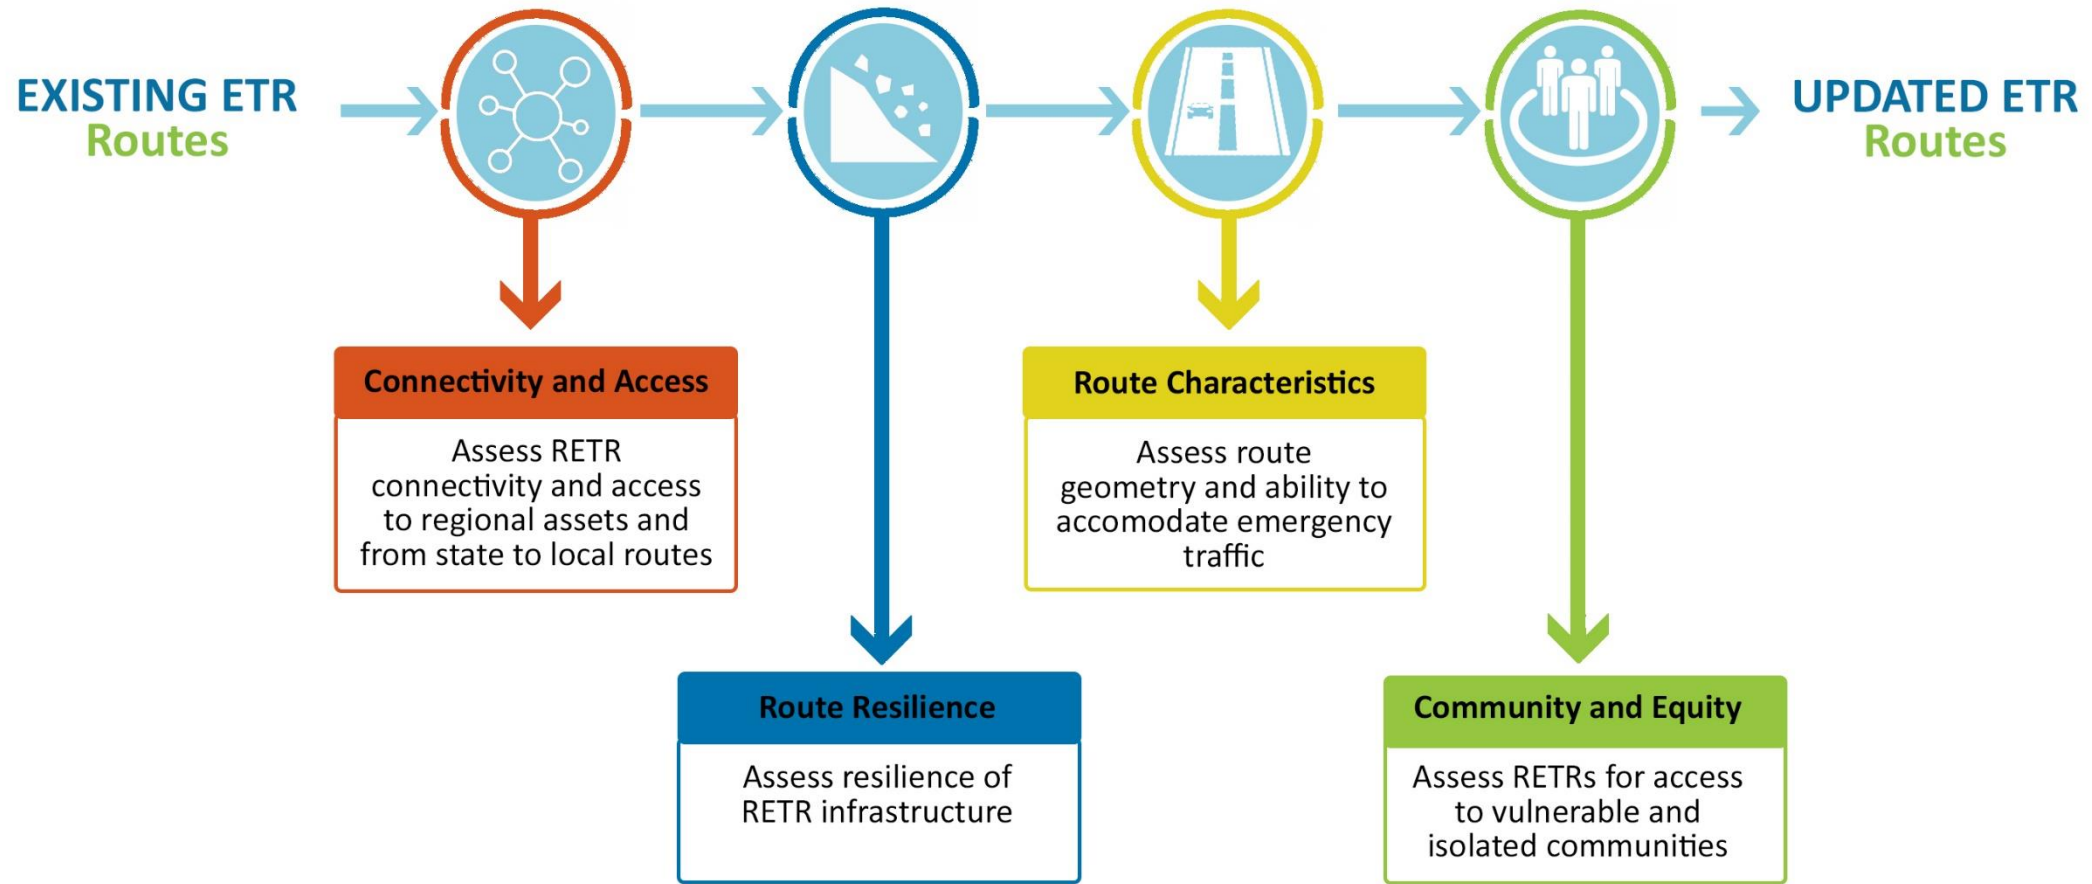 EXISTING ETR
Routes
UPDATED ETR
Routes
Connectivity and Access
Assess RETR
connectivity and access
to regional assets and
from state to local routes
Route Resilience
Assess resilience of
RETR infrastructure
Route Characteristics
Assess route
geometry and ability to
accomodate emergency
traffic
Community and Equity
Assess RETRs for access
to vulnerable and
isolated communities